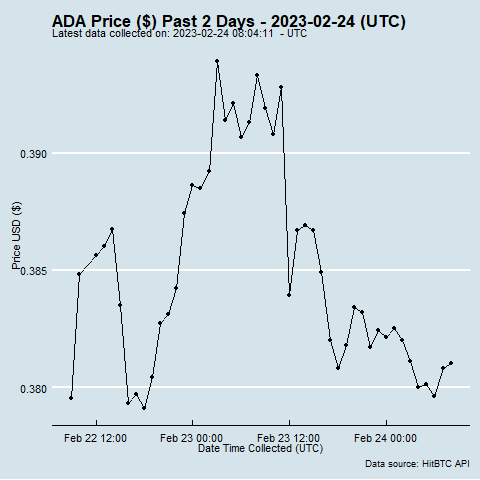 ADA Price ($) Past 2 Days - 2023-02-24 (UTC)
Latest data collected on: 2023-02-24 08:04:11  - UTC
0.390
0.385
0.380
Price USD ($)
Feb 22 12:00
Feb 23 00:00
Feb 23 12:00
Feb 24 00:00
Date Time Collected (UTC)
Data source: HitBTC API